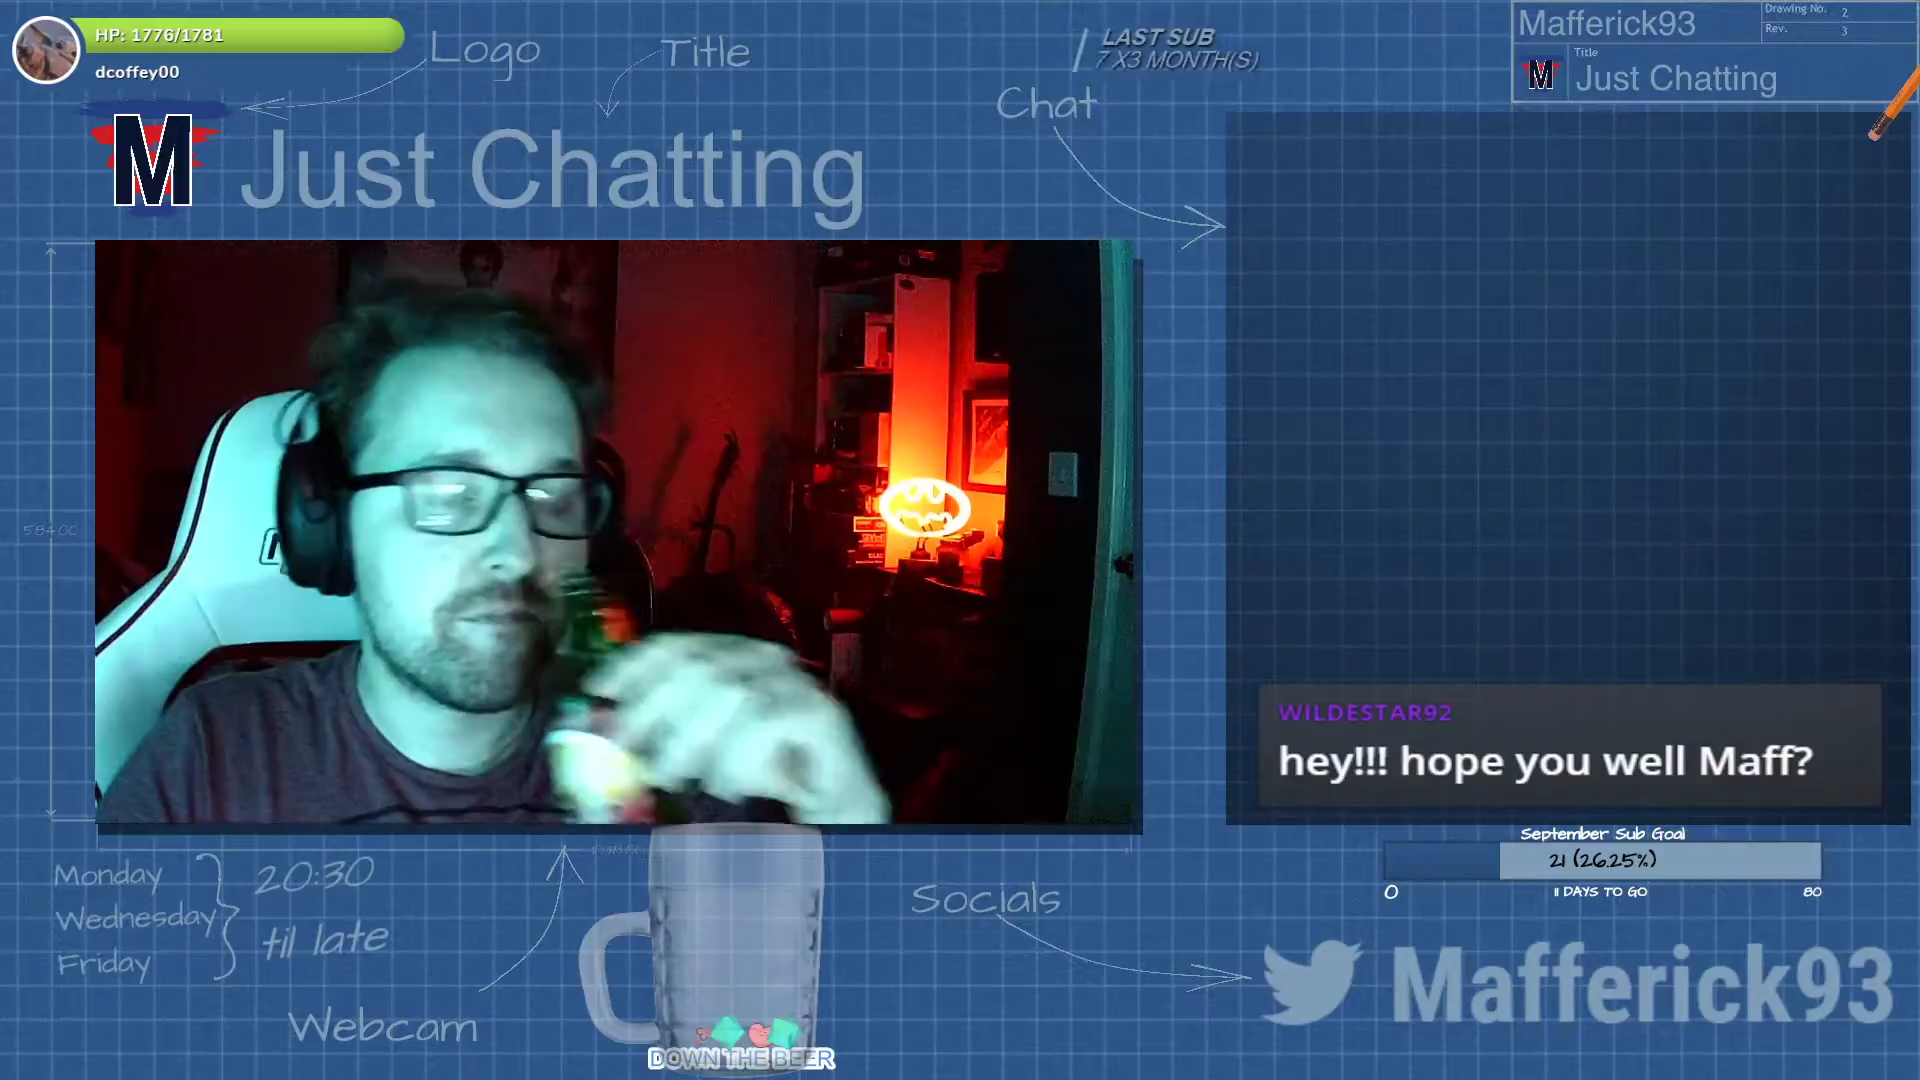 HP: 1776/1781
dcoffey00
Logo
Title
LAST SUB
7 X3 MONTH(S)
Chat
Mafferick93
Drawing No. 2
Rev. 3
Title
M
Just Chatting
M
Just Chatting
584.00
WILDESTAR92
hey!!! hope you well Maff?
September Sub Goal
21 (26.25%)
0
11 DAYS TO GO
80
Monday
Wednesday
Friday
20:30
til late
Webcam
Socials
Mafferick93
DOWN THE BEER